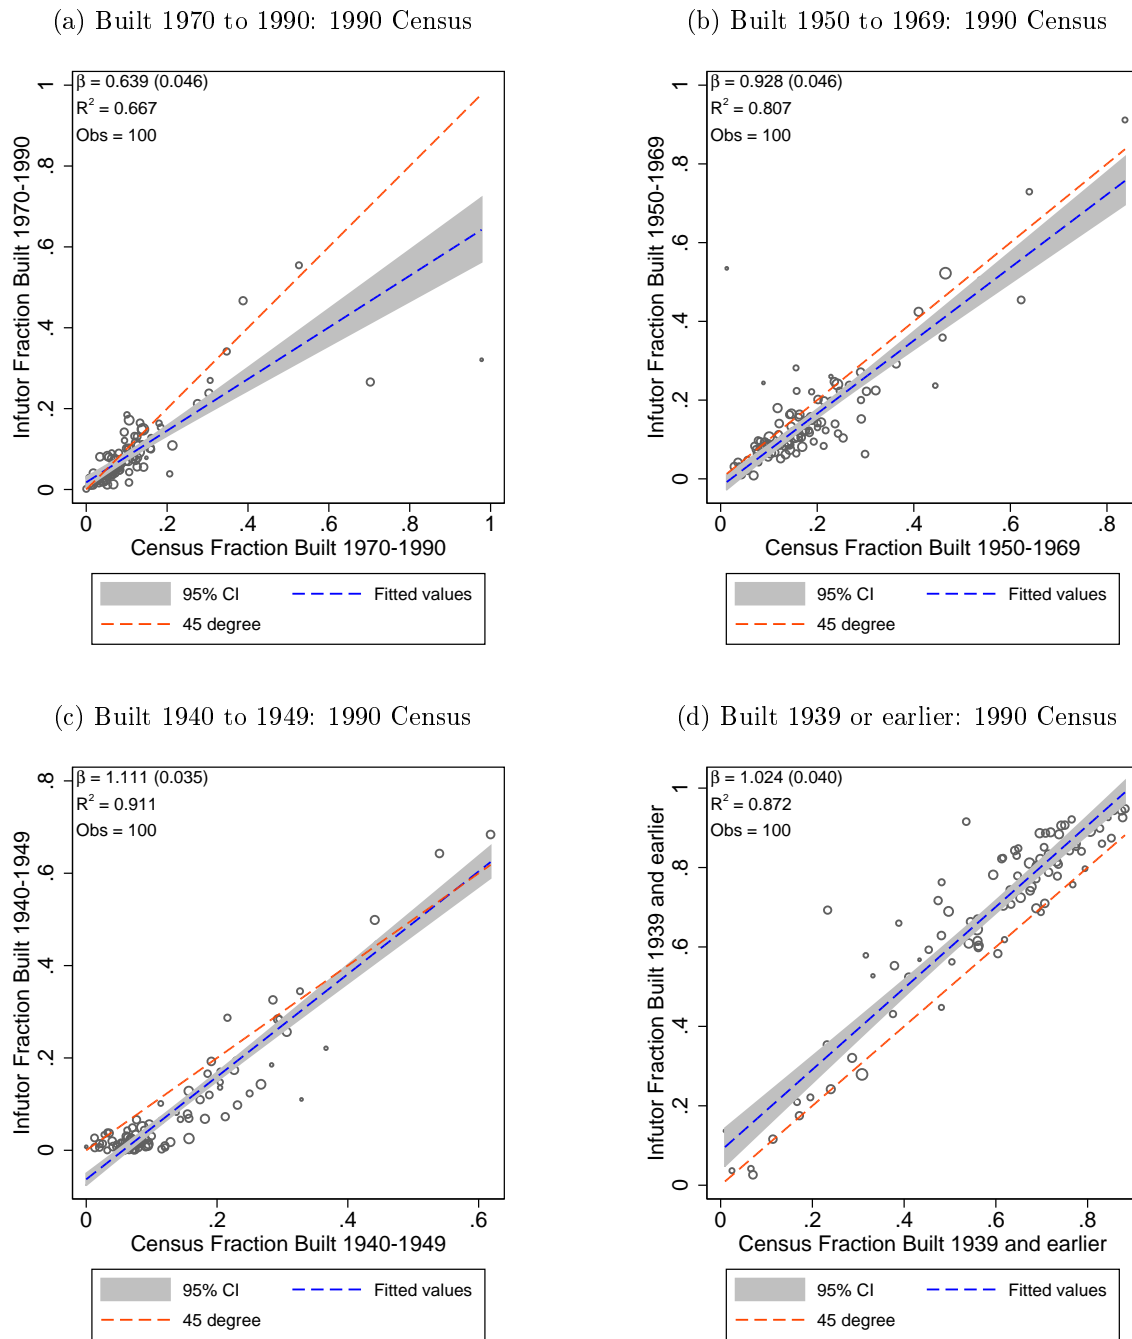 (a) Built 1970 to 1990: 1990 Census
β = 0.639 (0.046)
R² = 0.667
Obs = 100
Infutor Fraction Built 1970-1990
1
.8
.6
.4
.2
0
0 .2 .4 .6 .8 1
Census Fraction Built 1970-1990
95% CI Fitted values
45 degree
(b) Built 1950 to 1969: 1990 Census
β = 0.928 (0.046)
R² = 0.807
Obs = 100
Infutor Fraction Built 1950-1969
1
.8
.6
.4
.2
0
0 .2 .4 .6 .8
Census Fraction Built 1950-1969
95% CI Fitted values
45 degree
(c) Built 1940 to 1949: 1990 Census
β = 1.111 (0.035)
R² = 0.911
Obs = 100
Infutor Fraction Built 1940-1949
.8
.6
.4
.2
0
0 .2 .4 .6
Census Fraction Built 1940-1949
95% CI Fitted values
45 degree
(d) Built 1939 or earlier: 1990 Census
β = 1.024 (0.040)
R² = 0.872
Obs = 100
Infutor Fraction Built 1939 and earlier
1
.8
.6
.4
.2
0
0 .2 .4 .6 .8
Census Fraction Built 1939 and earlier
95% CI Fitted values
45 degree